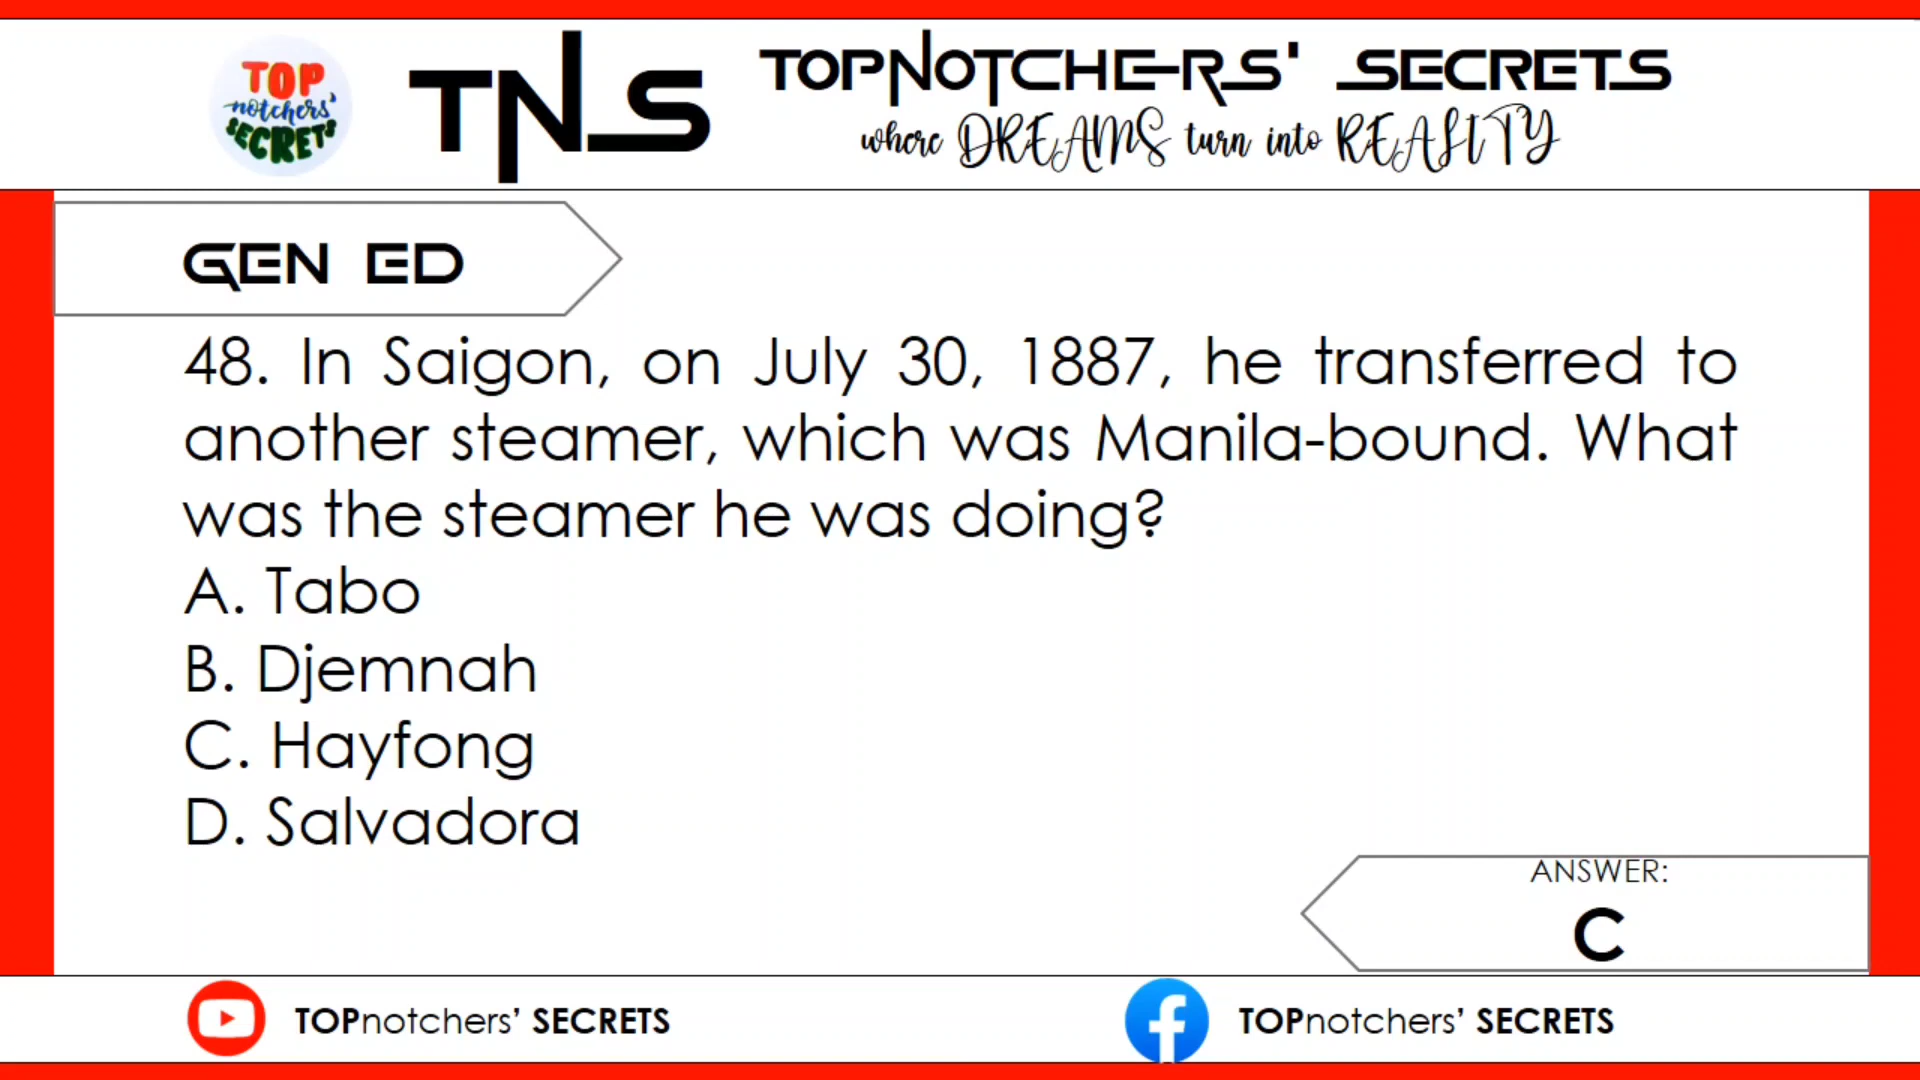 TOP
notchers'
SECRETS
TNS
TOPNOTCHERS' SECRETS
where DREAMS turn into REALITY
GEN ED
48. In Saigon, on July 30, 1887, he transferred to
another steamer, which was Manila-bound. What
was the steamer he was doing?
A. Tabo
B. Djemnah
C. Hayfong
D. Salvadora
ANSWER:
C
TOPnotchers' SECRETS
TOPnotchers' SECRETS